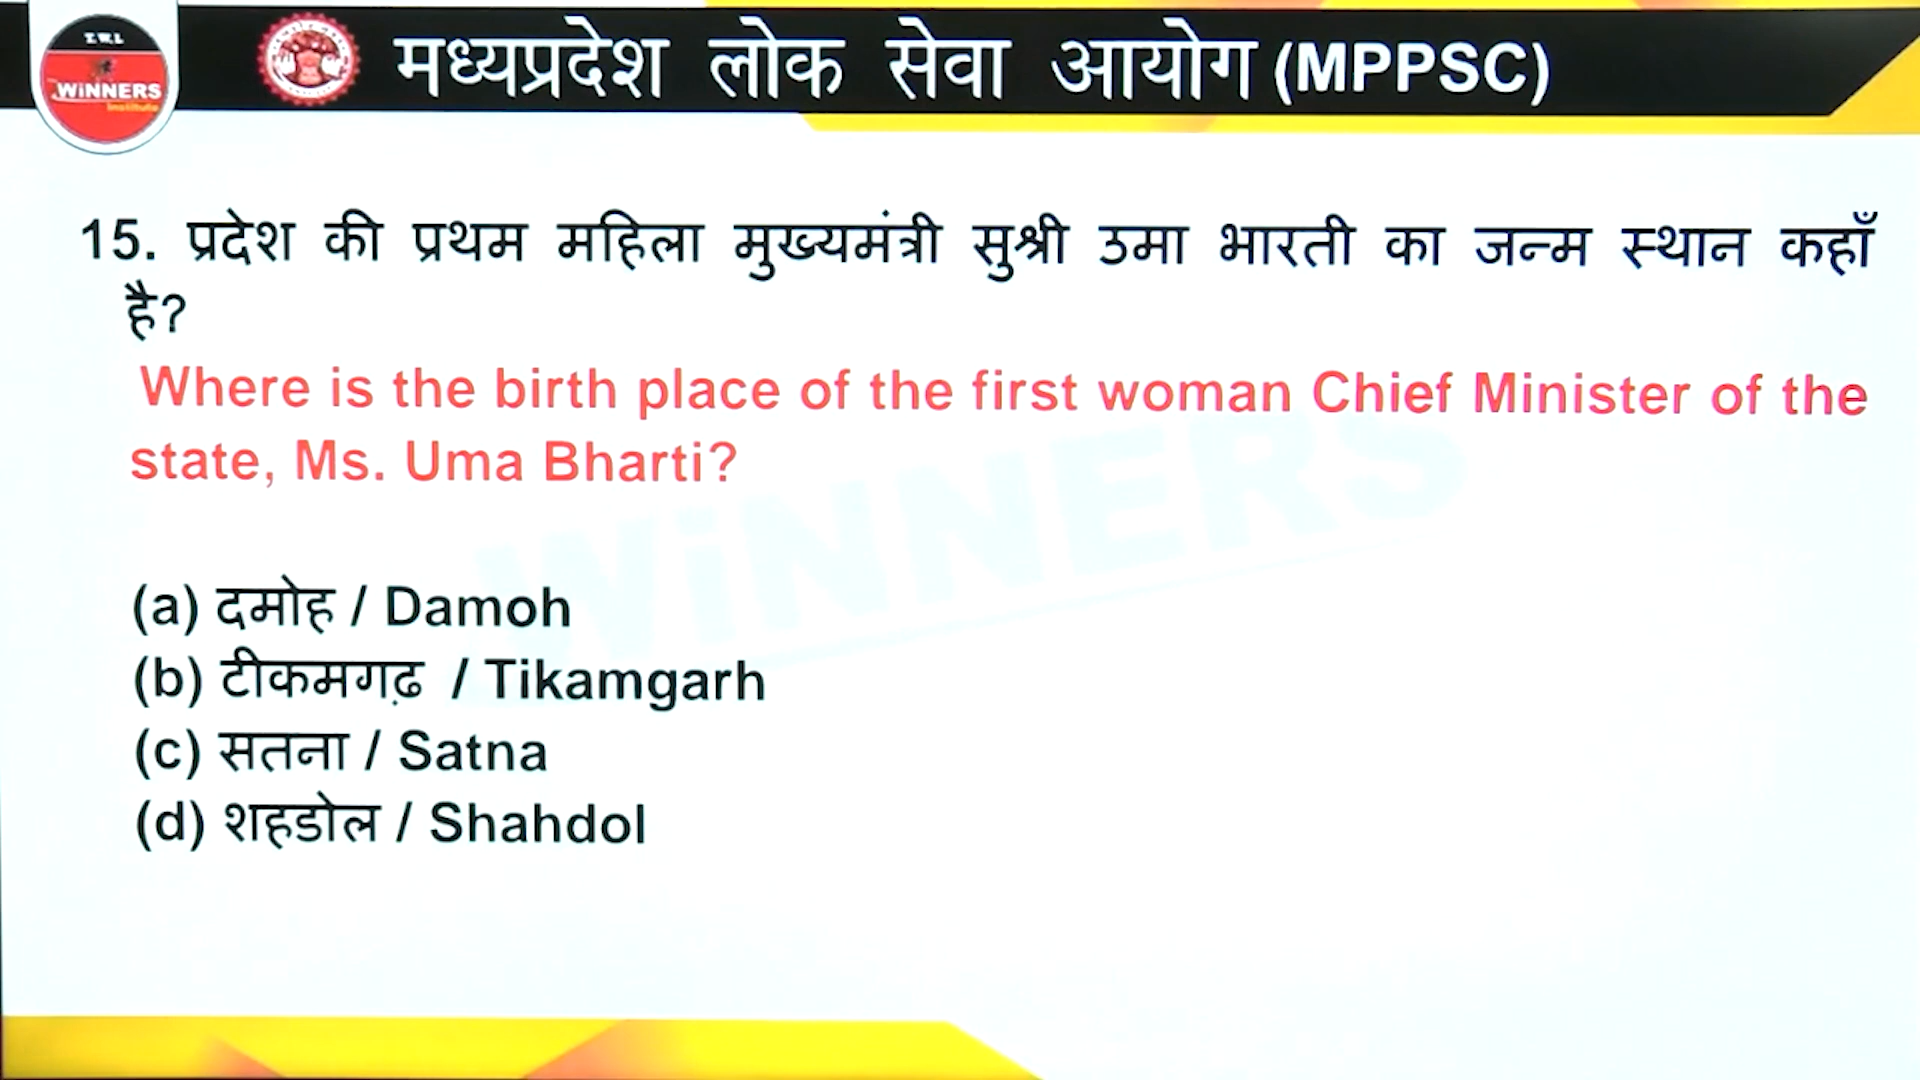 T.W.I.
WiNNERS
Institute
मध्यप्रदेश लोक सेवा आयोग (MPPSC)
15. प्रदेश की प्रथम महिला मुख्यमंत्री सुश्री उमा भारती का जन्म स्थान कहाँ
है?
Where is the birth place of the first woman Chief Minister of the
state, Ms. Uma Bharti?
WiNNERS
(a) दमोह / Damoh
(b) टीकमगढ़ / Tikamgarh
(c) सतना / Satna
(d) शहडोल / Shahdol